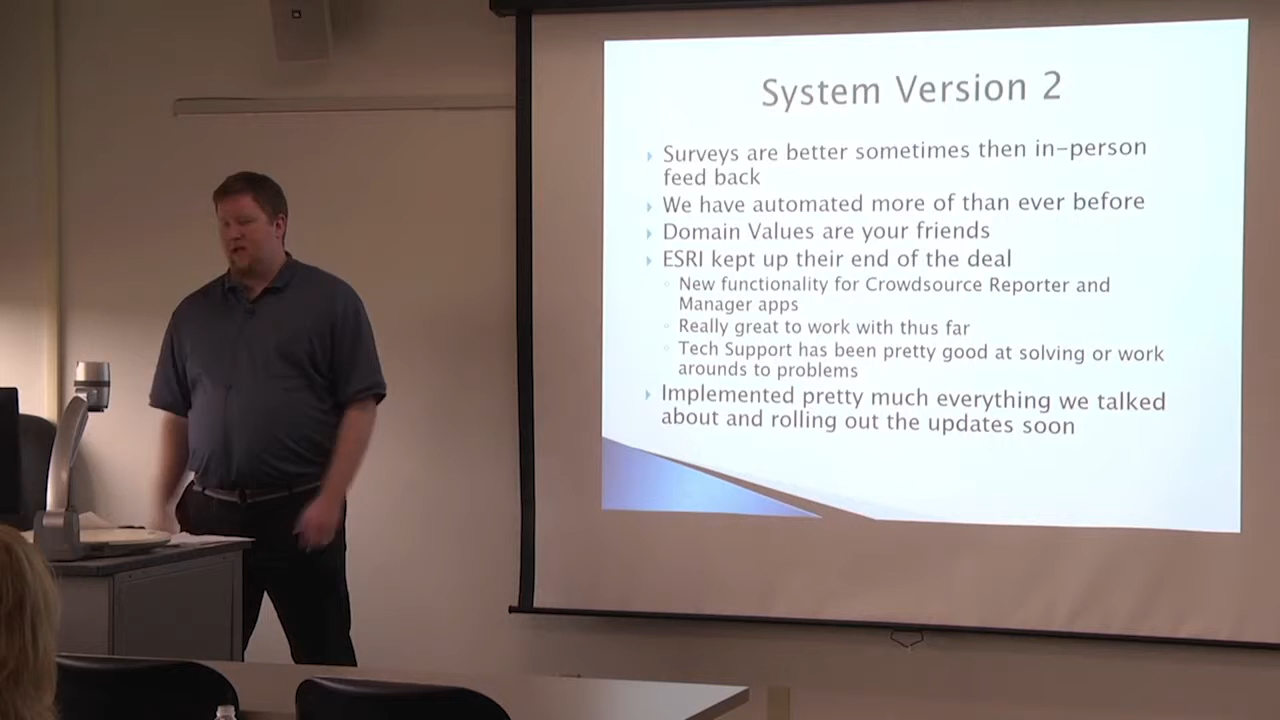 System Version 2
Surveys are better sometimes then in-person
feed back
We have automated more of than ever before
Domain Values are your friends
ESRI kept up their end of the deal
New functionality for Crowdsource Reporter and
Manager apps
Really great to work with thus far
Tech Support has been pretty good at solving or work
arounds to problems
Implemented pretty much everything we talked
about and rolling out the updates soon